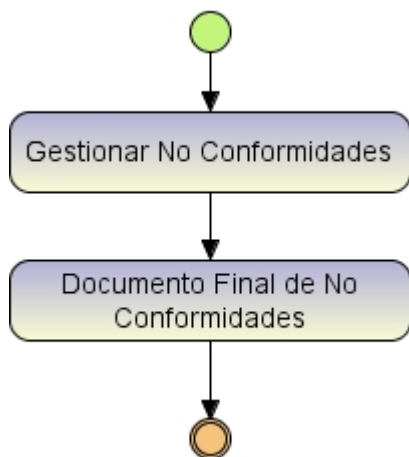 Gestionar No Conformidades
Documento Final de No
Conformidades